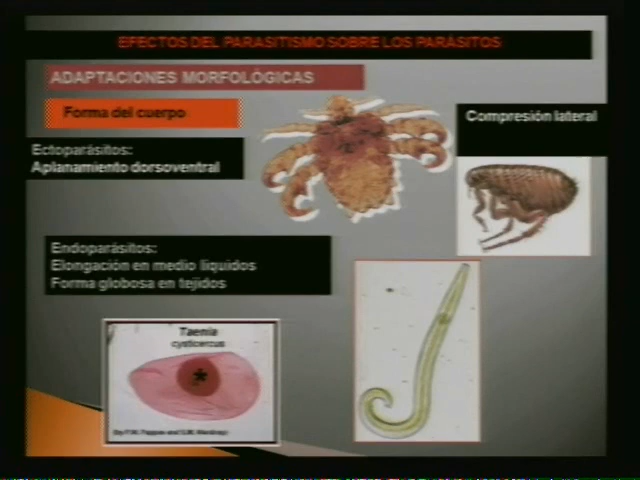 EFECTOS DEL PARASITISMO SOBRE LOS PARÁSITOS
ADAPTACIONES MORFOLÓGICAS
Forma del cuerpo
Compresión lateral
Ectoparásitos:
Aplanamiento dorsoventral
Endoparásitos:
Elongación en medio líquidos
Forma globosa en tejidos
Taenia
cysticercus